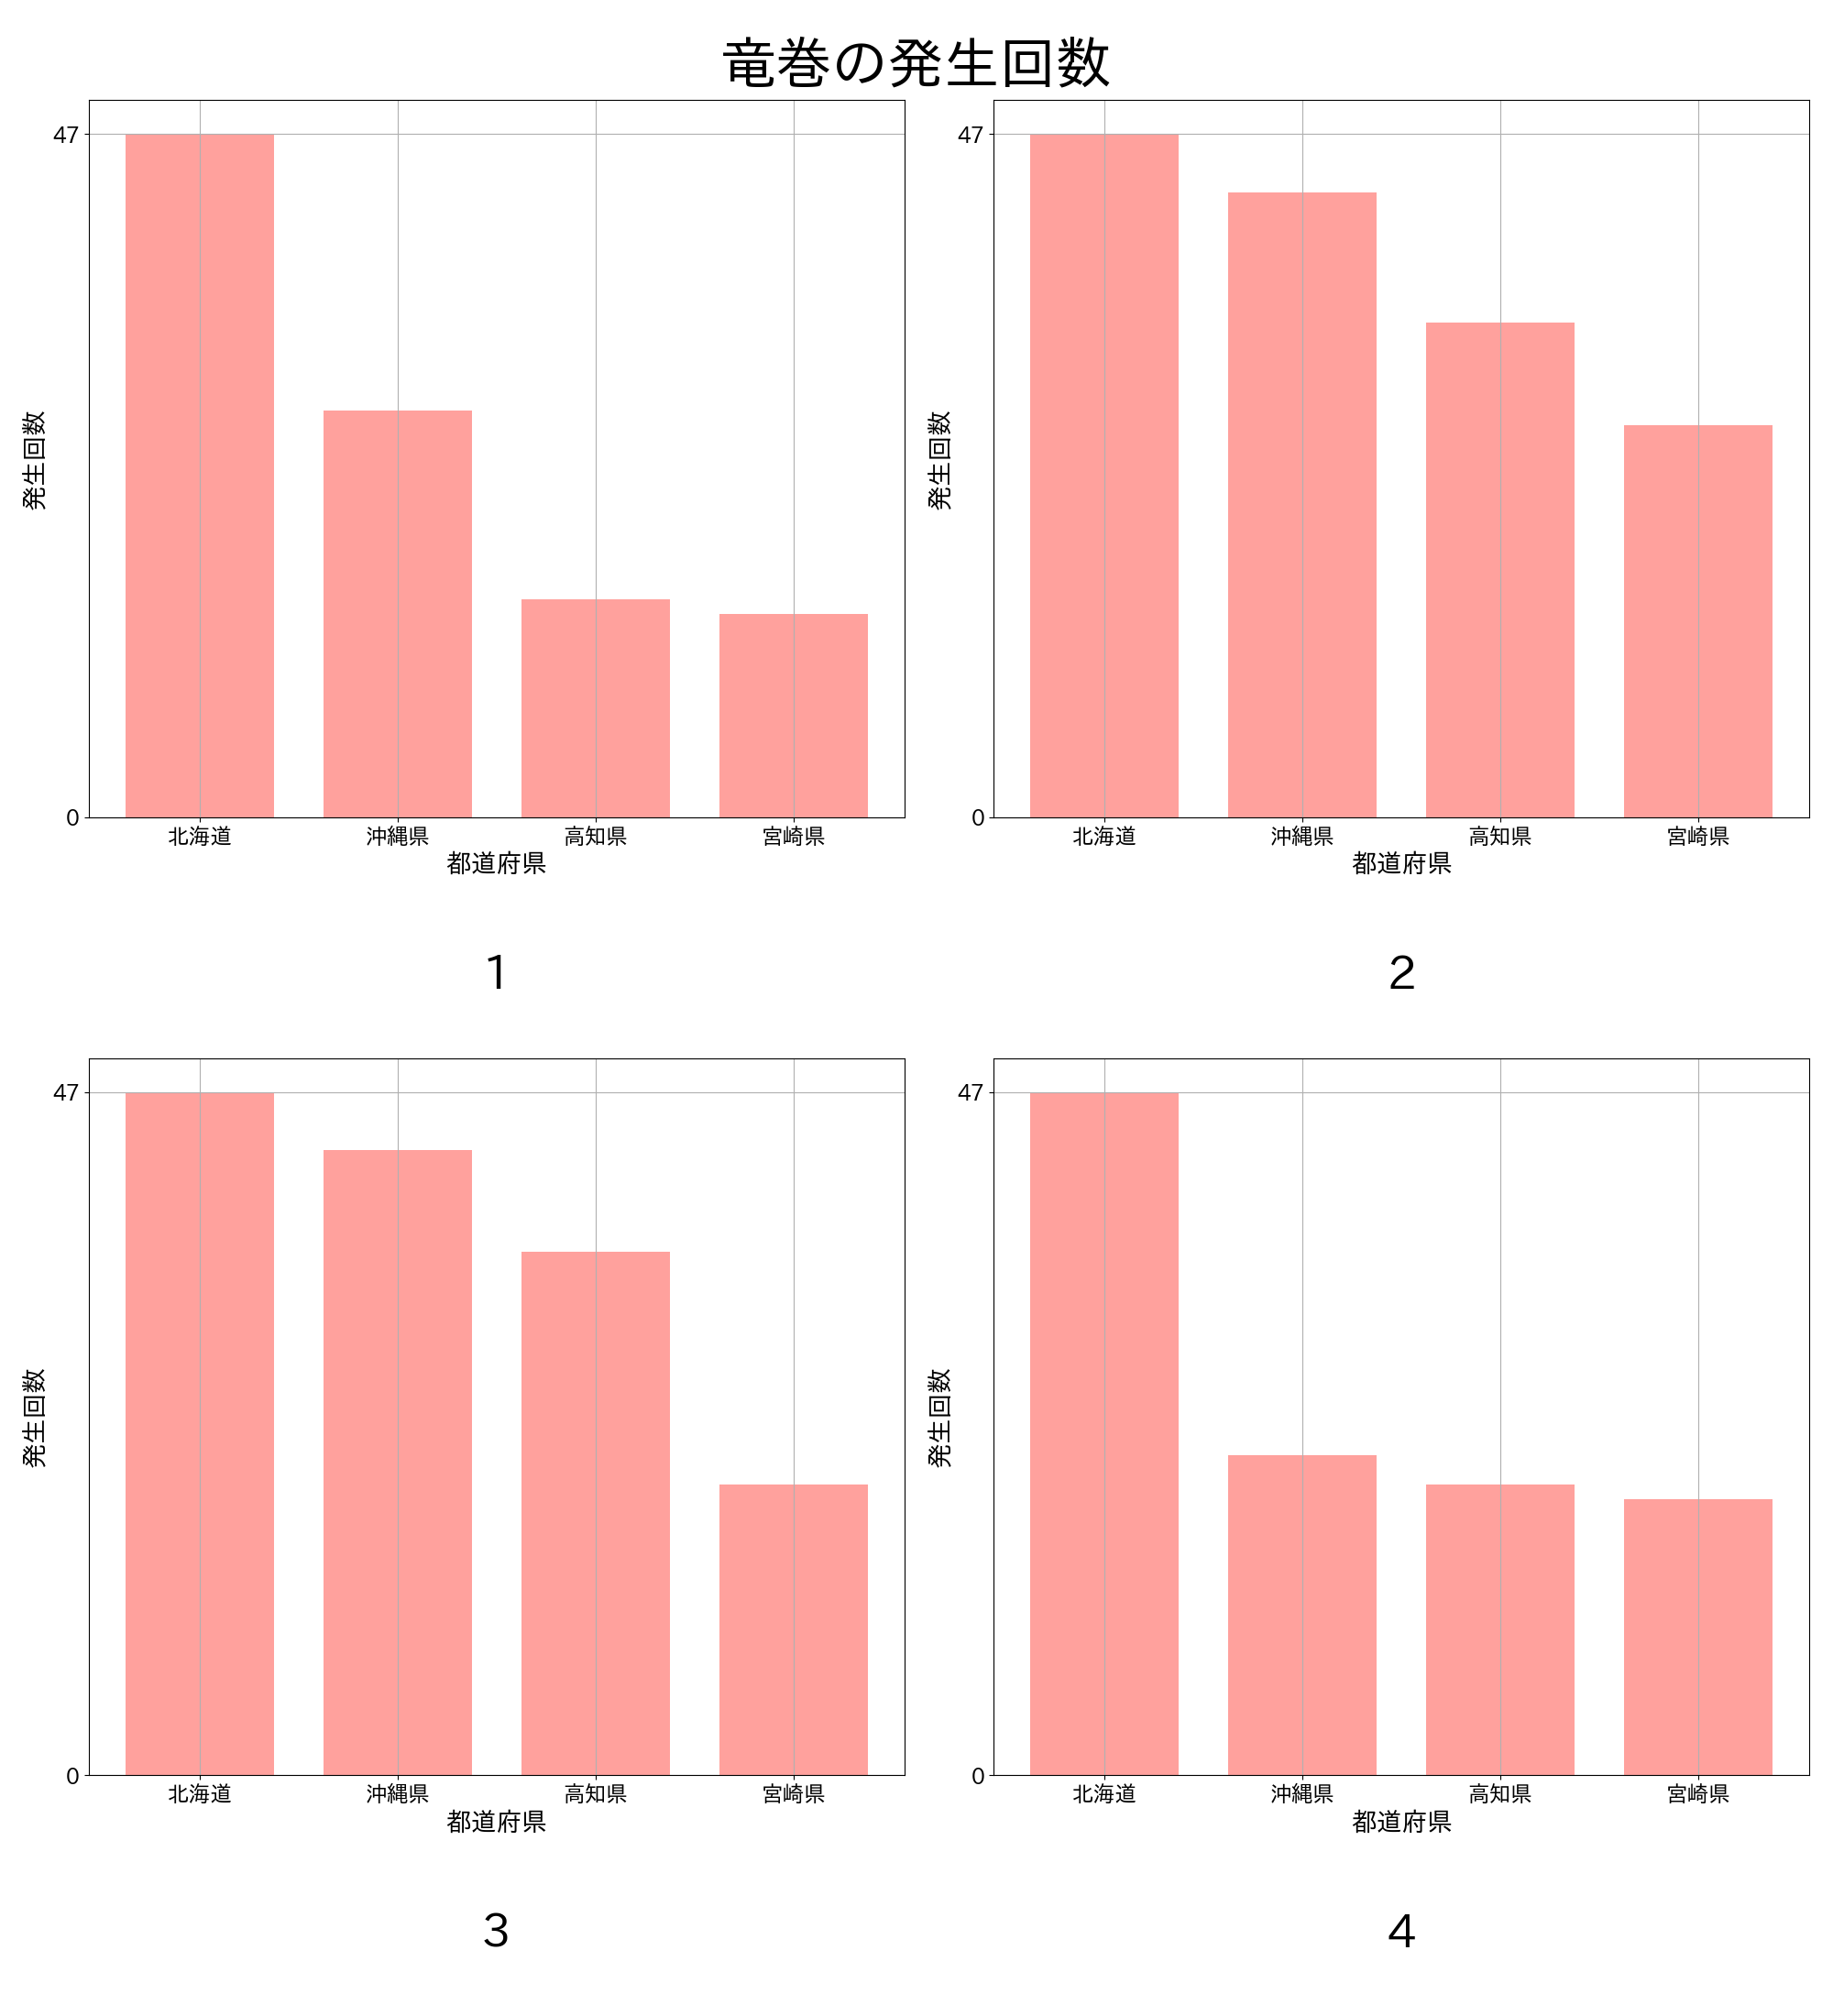 竜巻の発生回数
47
発生回数
0
北海道 沖縄県 高知県 宮崎県
都道府県
1
47
発生回数
0
北海道 沖縄県 高知県 宮崎県
都道府県
2
47
発生回数
0
北海道 沖縄県 高知県 宮崎県
都道府県
3
47
発生回数
0
北海道 沖縄県 高知県 宮崎県
都道府県
4